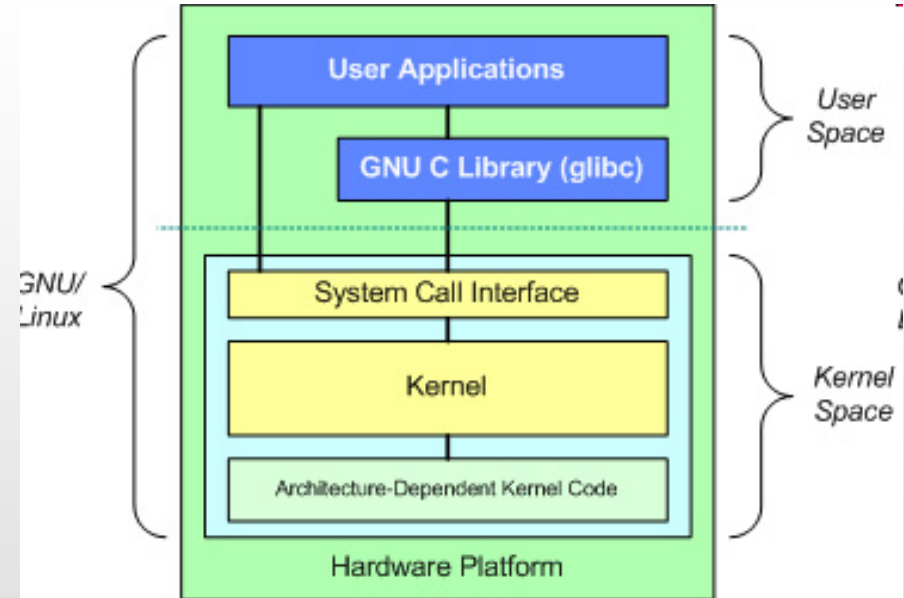 User Applications
GNU C Library (glibc)
User
Space
GNU/
Linux
System Call Interface
Kernel
Kernel
Space
Architecture-Dependent Kernel Code
Hardware Platform